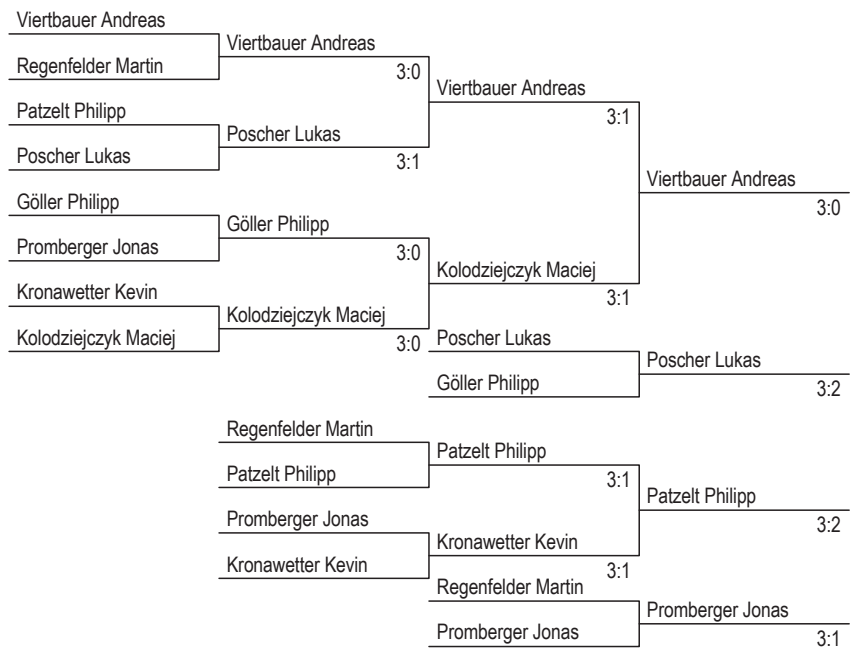 Viertbauer Andreas
Viertbauer Andreas
Regenfelder Martin
3:0
Viertbauer Andreas
Patzelt Philipp
3:1
Poscher Lukas
Poscher Lukas
3:1
Viertbauer Andreas
Göller Philipp
3:0
Göller Philipp
Promberger Jonas
3:0
Kolodziejczyk Maciej
Kronawetter Kevin
3:1
Kolodziejczyk Maciej
Kolodziejczyk Maciej
3:0
Poscher Lukas
Poscher Lukas
Göller Philipp
3:2
Regenfelder Martin
Patzelt Philipp
Patzelt Philipp
3:1
Patzelt Philipp
Promberger Jonas
3:2
Kronawetter Kevin
Kronawetter Kevin
3:1
Regenfelder Martin
Promberger Jonas
Promberger Jonas
3:1